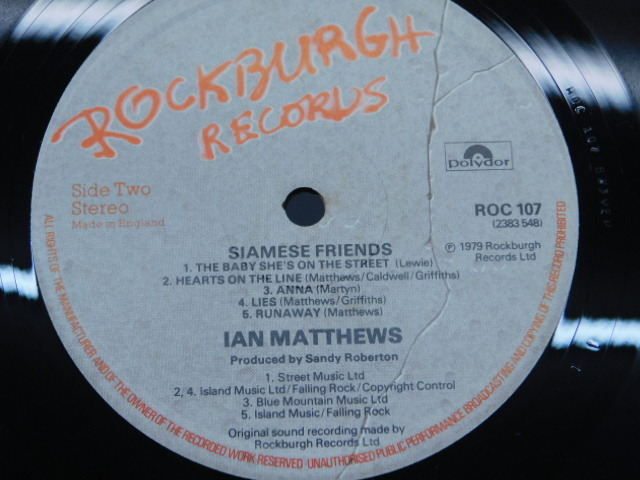 ROCKBURGH
RECORDS
polydor
Side Two
Stereo
Made in England
ROC 107
(2383 548)
℗ 1979 Rockburgh
Records Ltd
SIAMESE FRIENDS
1. THE BABY SHE'S ON THE STREET (Lewie)
2. HEARTS ON THE LINE (Matthews/Caldwell/Griffiths)
3. ANNA (Martyn)
4. LIES (Matthews/Griffiths)
5. RUNAWAY (Matthews)
IAN MATTHEWS
Produced by Sandy Roberton
1. Street Music Ltd
2, 4. Island Music Ltd/Falling Rock/Copyright Control
3. Blue Mountain Music Ltd
5. Island Music/Falling Rock
Original sound recording made by
Rockburgh Records Ltd
ALL RIGHTS OF THE MANUFACTURER AND OF THE OWNER OF THE RECORDED WORK RESERVED · UNAUTHORISED PUBLIC PERFORMANCE BROADCASTING AND COPYING OF THIS RECORD PROHIBITED